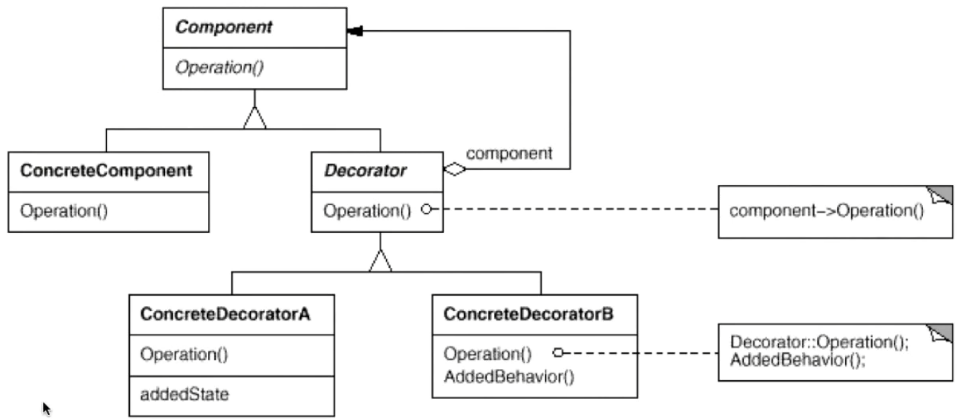 Component
Operation()
component
ConcreteComponent
Operation()
Decorator
Operation()
component–>Operation()
ConcreteDecoratorA
Operation()
addedState
ConcreteDecoratorB
Operation()
AddedBehavior()
Decorator::Operation();
AddedBehavior();